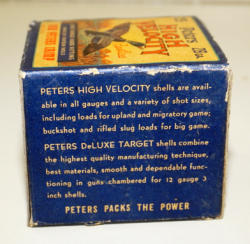 PETERS
HIGH
VELOCITY
PETERS HIGH VELOCITY shells are avail-
able in all gauges and a variety of shot sizes,
including loads for upland and migratory game;
buckshot and rifled slug loads for big game.
PETERS DeLUXE TARGET shells combine
the highest quality manufacturing technique,
best materials, smooth and dependable func-
tioning in guns chambered for 12 gauge 3
inch shells.
PETERS PACKS THE POWER